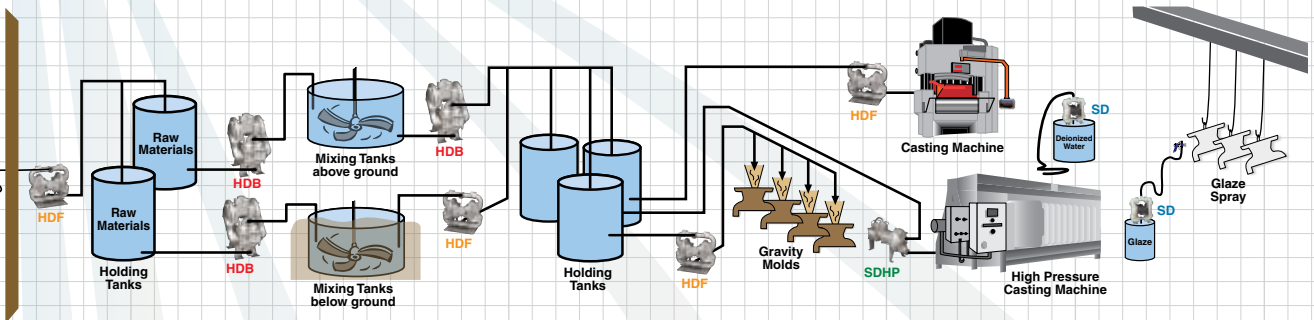 HDF
Raw
Materials
Raw
Materials
Holding
Tanks
HDB
HDB
Mixing Tanks
above ground
HDB
HDF
Mixing Tanks
below ground
Holding
Tanks
HDF
Gravity
Molds
HDF
Casting Machine
SDHP
High Pressure
Casting Machine
SD
Deionized
Water
SD
Glaze
Glaze
Spray